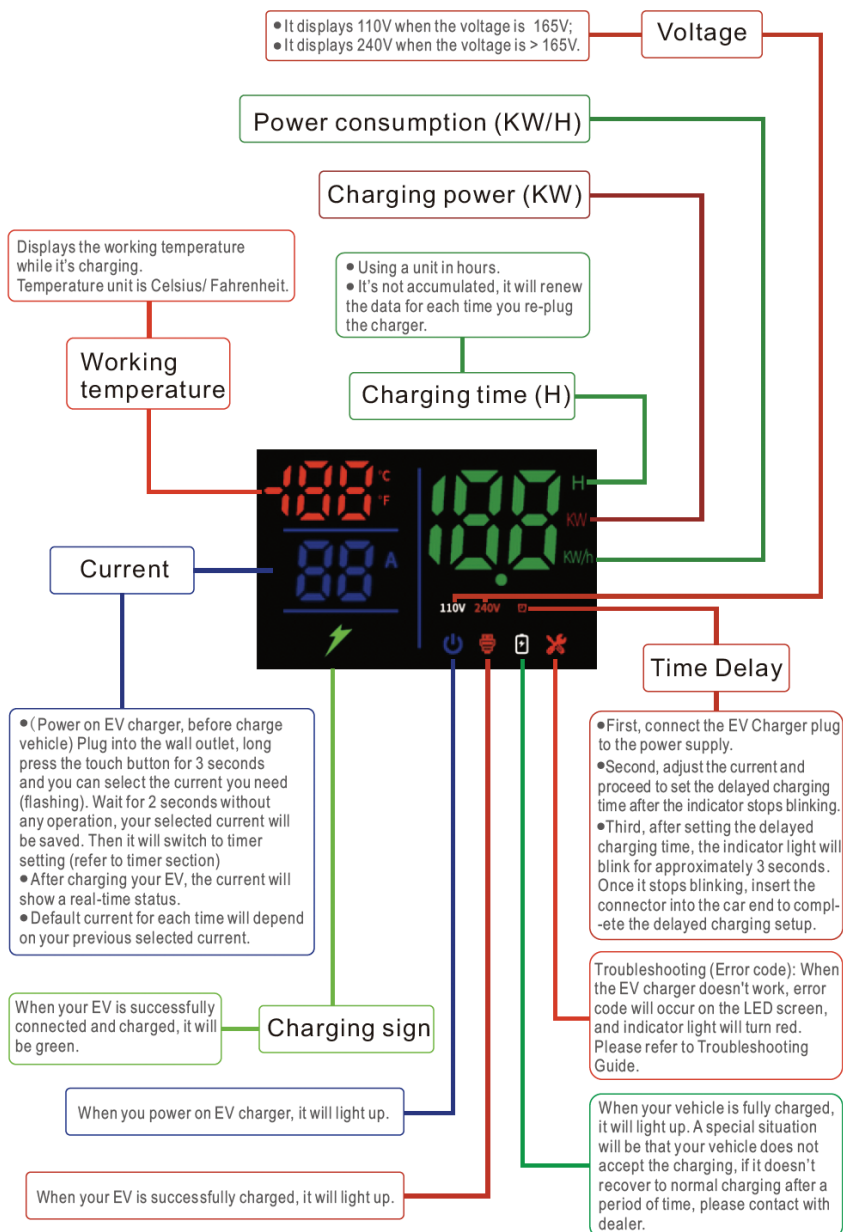 ● It displays 110V when the voltage is 165V;
● It displays 240V when the voltage is > 165V.
Voltage
Power consumption (KW/H)
Charging power (KW)
Displays the working temperature
while it's charging.
Temperature unit is Celsius/ Fahrenheit.
Working
temperature
● Using a unit in hours.
● It's not accumulated, it will renew
the data for each time you re-plug
the charger.
Charging time (H)
-188 °C
°F
188
H
KW
KW/h
88 A
188
110V 240V
Current
Time Delay
●(Power on EV charger, before charge
vehicle) Plug into the wall outlet, long
press the touch button for 3 seconds
and you can select the current you need
(flashing). Wait for 2 seconds without
any operation, your selected current will
be saved. Then it will switch to timer
setting (refer to timer section)
● After charging your EV, the current will
show a real-time status.
● Default current for each time will depend
on your previous selected current.
●First, connect the EV Charger plug
to the power supply.
●Second, adjust the current and
proceed to set the delayed charging
time after the indicator stops blinking.
●Third, after setting the delayed
charging time, the indicator light will
blink for approximately 3 seconds.
Once it stops blinking, insert the
connector into the car end to compl-
-ete the delayed charging setup.
Troubleshooting (Error code): When
the EV charger doesn't work, error
code will occur on the LED screen,
and indicator light will turn red.
Please refer to Troubleshooting
Guide.
When your EV is successfully
connected and charged, it will
be green.
Charging sign
When you power on EV charger, it will light up.
When your vehicle is fully charged,
it will light up. A special situation
will be that your vehicle does not
accept the charging, if it doesn't
recover to normal charging after a
period of time, please contact with
dealer.
When your EV is successfully charged, it will light up.